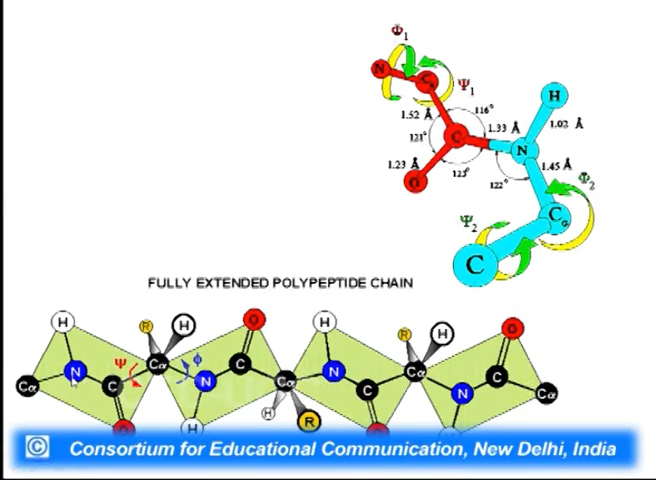 Φ₁
N
Cα
Ψ₁
H
1.52 Å
116°
1.33 Å
1.02 Å
121°
C
N
1.23 Å
123°
122°
1.45 Å
O
Φ₂
Ψ₂
Cα
C
FULLY EXTENDED POLYPEPTIDE CHAIN
H R H O H R H O
N Ψ Cα ϕ C N Cα C
Cα C N Cα C N Cα
H R
O H O
© Consortium for Educational Communication, New Delhi, India